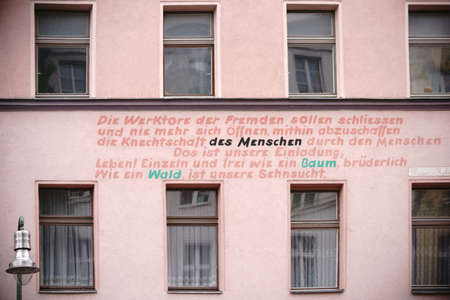 Die Werktore der Fremden sollen schliessen
und nie mehr sich Öffnen, mithin abzuschaffen
die Knechtschaft des Menschen durch den Menschen
Das ist unsere Einladung,
Leben! Einzeln und frei wie ein Baum brüderlich
Wie ein Wald ist unsere Sehnsucht.